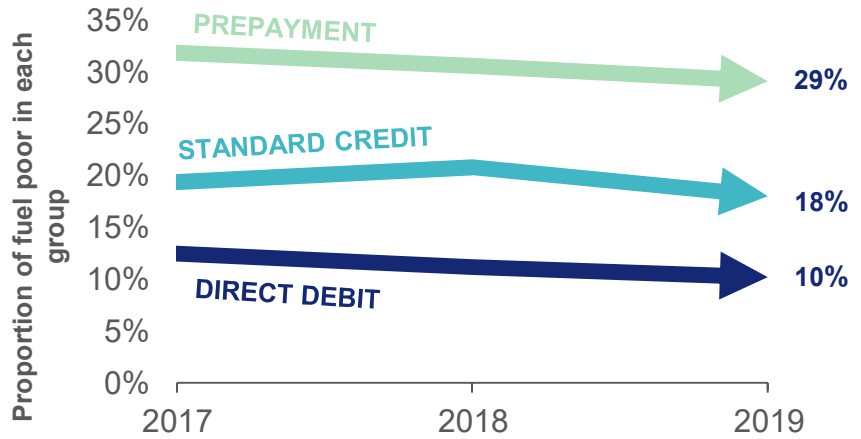 Proportion of fuel poor in each
group
35%
30%
25%
20%
15%
10%
5%
0%
PREPAYMENT
29%
STANDARD CREDIT
18%
DIRECT DEBIT
10%
2017
2018
2019